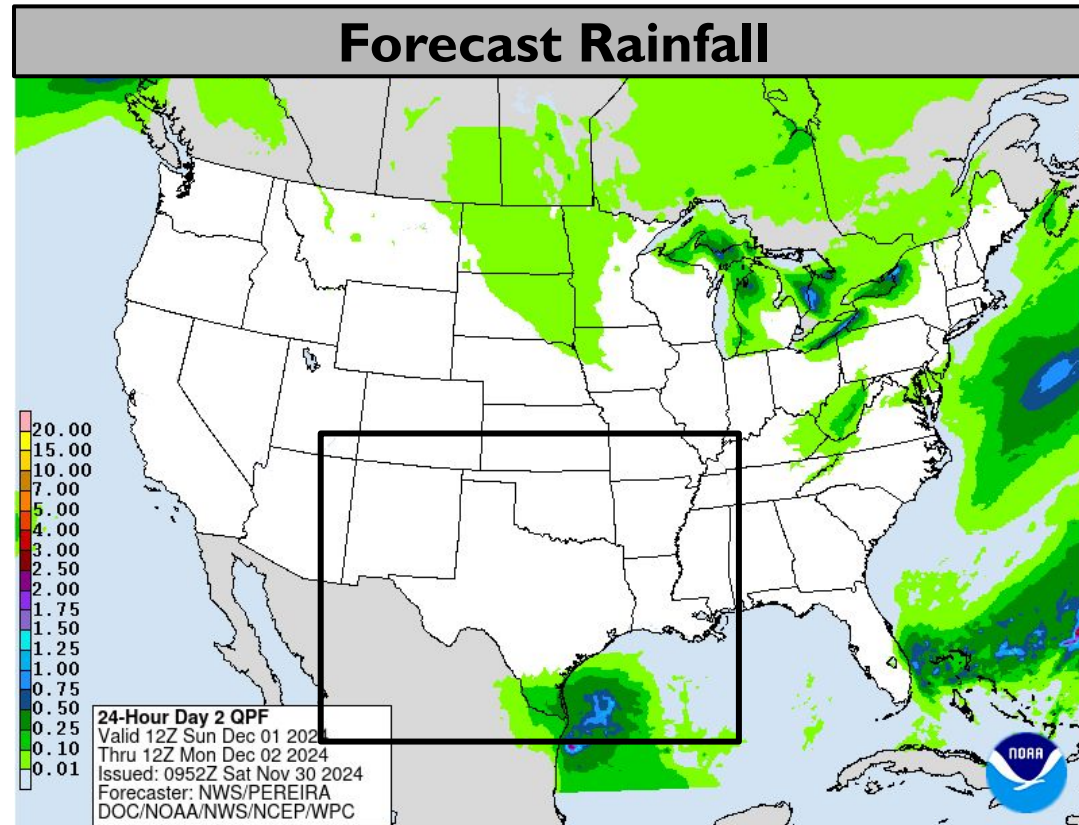 Forecast Rainfall
20.00
15.00
10.00
7.00
5.00
4.00
3.00
2.50
2.00
1.75
1.50
1.25
1.00
0.75
0.50
0.25
0.10
0.01
24-Hour Day 2 QPF
Valid 12Z Sun Dec 01 2024
Thru 12Z Mon Dec 02 2024
Issued: 0952Z Sat Nov 30 2024
Forecaster: NWS/PEREIRA
DOC/NOAA/NWS/NCEP/WPC
NOAA